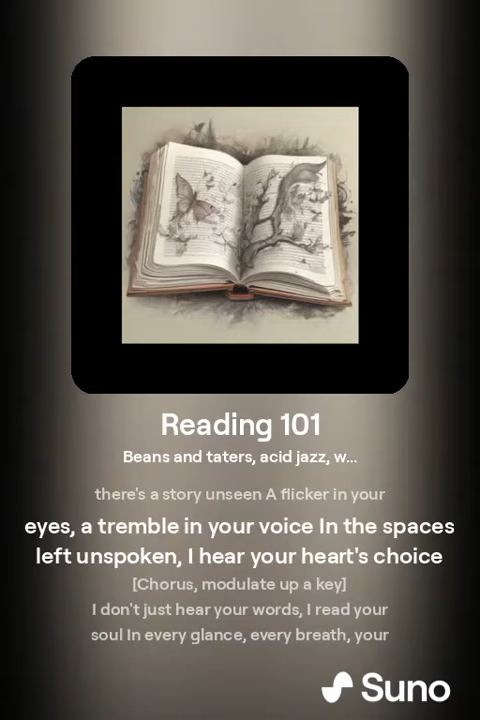 Reading 101
Beans and taters, acid jazz, w...
there's a story unseen A flicker in your
eyes, a tremble in your voice In the spaces
left unspoken, I hear your heart's choice
[Chorus, modulate up a key]
I don't just hear your words, I read your
soul In every glance, every breath, your
Suno